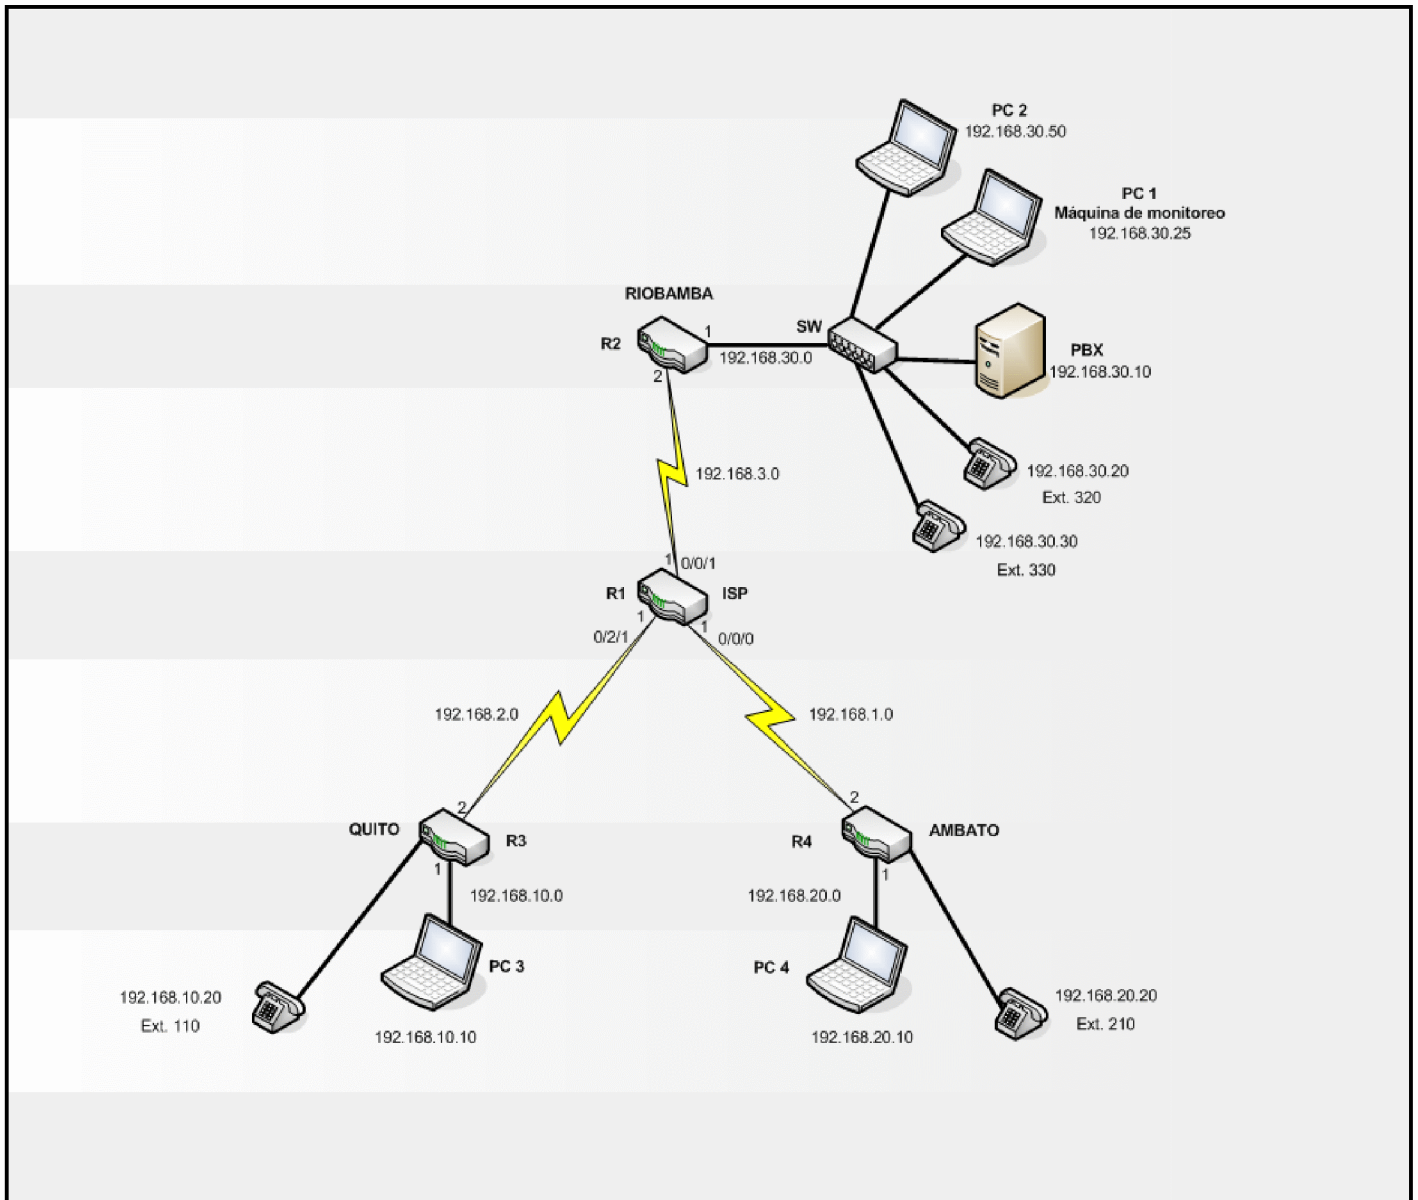 PC 2
192.168.30.50
PC 1
Máquina de monitoreo
192.168.30.25
RIOBAMBA
R2
1
SW
192.168.30.0
2
PBX
192.168.30.10
192.168.3.0
192.168.30.20
Ext. 320
192.168.30.30
Ext. 330
1
0/0/1
R1
ISP
1
0/2/1
1
0/0/0
192.168.2.0
192.168.1.0
QUITO
2
R3
1
192.168.10.0
2
AMBATO
R4
1
192.168.20.0
PC 3
192.168.10.20
Ext. 110
192.168.10.10
PC 4
192.168.20.10
192.168.20.20
Ext. 210